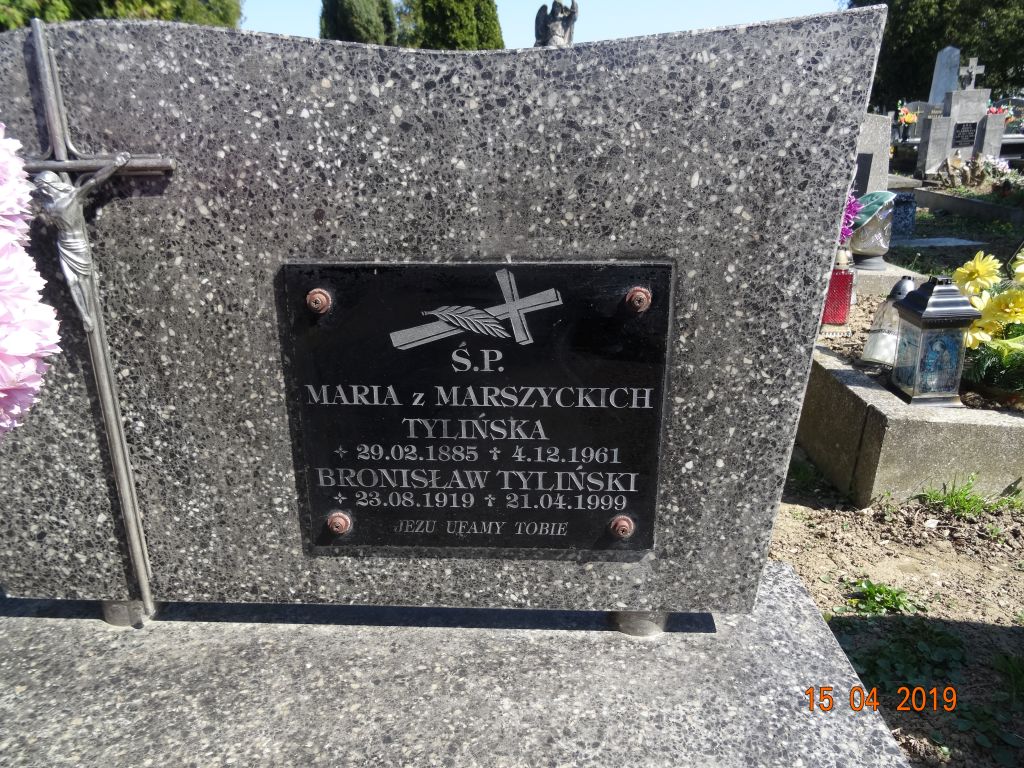 Ś.P.
MARIA z MARSZYCKICH
TYLIŃSKA
+ 29.02.1885 ✝ 4.12.1961
BRONISŁAW TYLIŃSKI
+ 23.08.1919 ✝ 21.04.1999
JEZU UFAMY TOBIE
15 04 2019